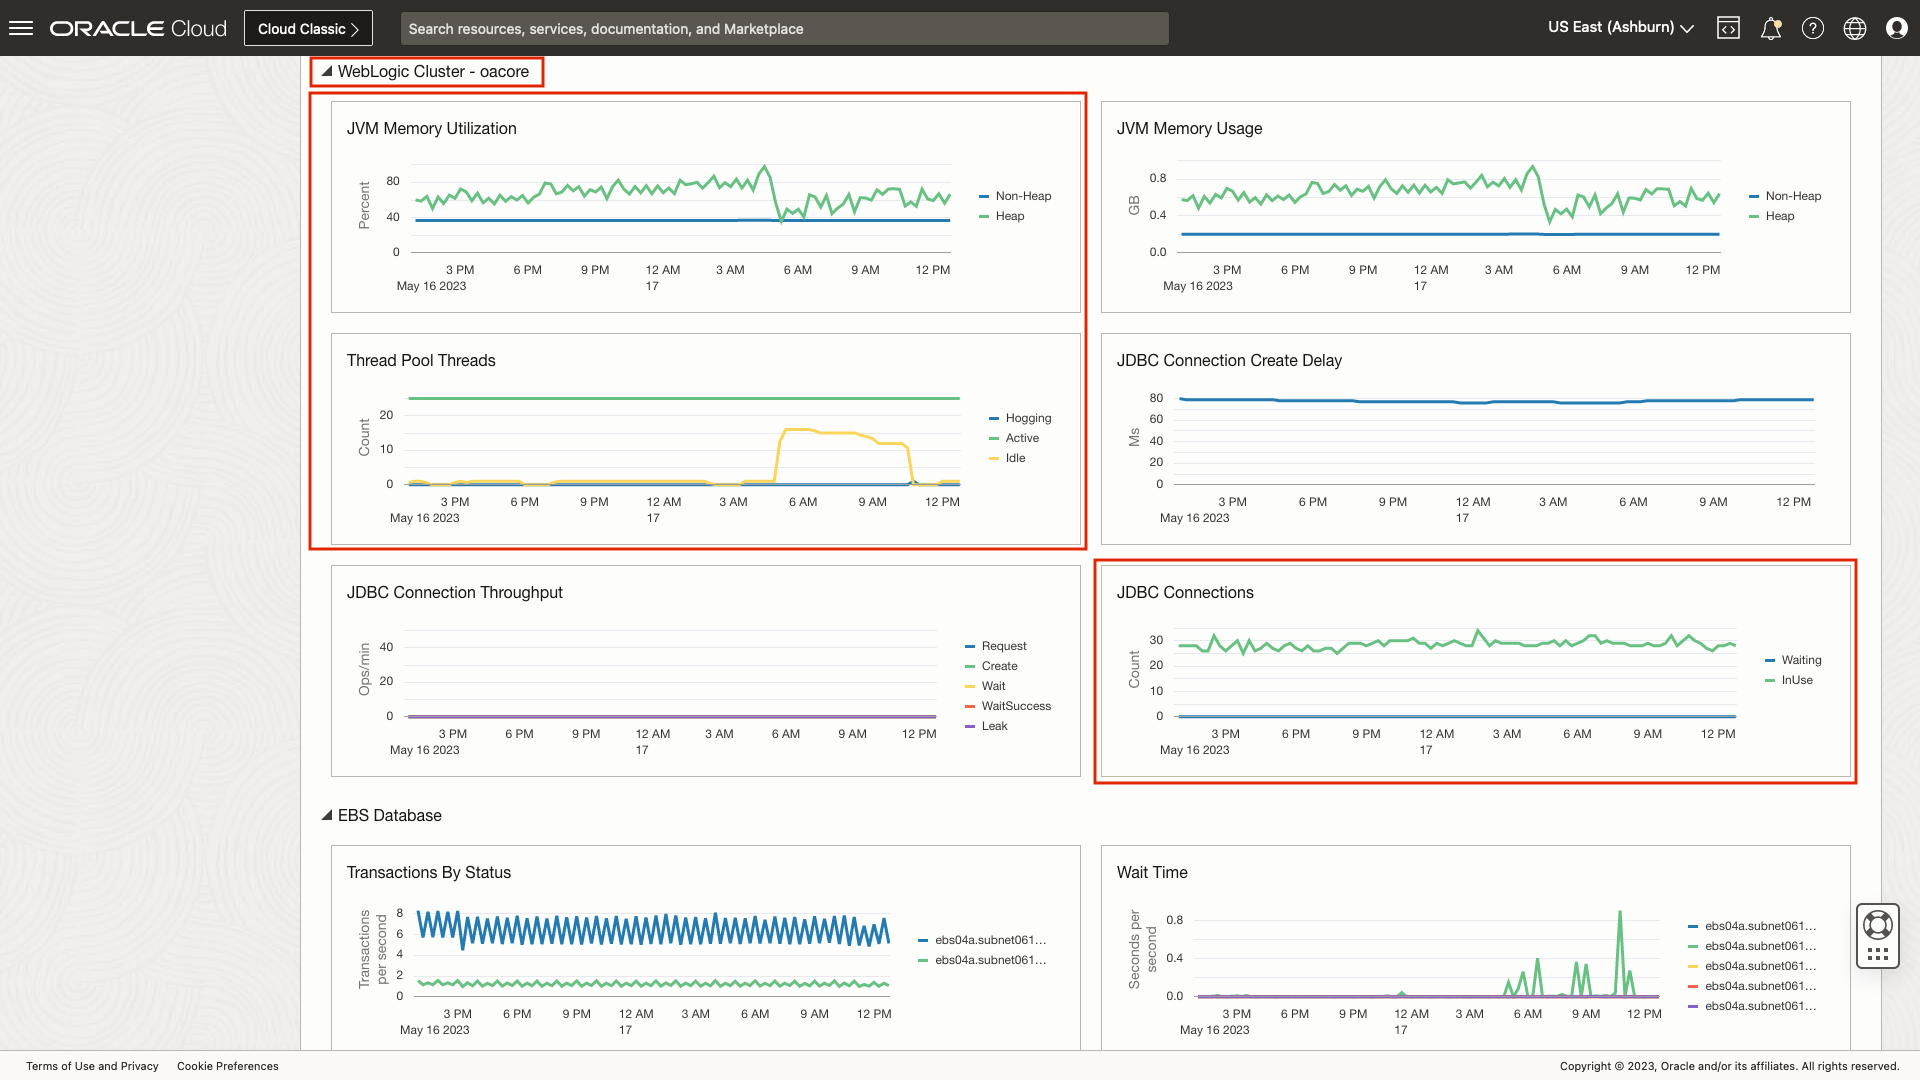 ORACLE Cloud
Cloud Classic
Search resources, services, documentation, and Marketplace
US East (Ashburn)
WebLogic Cluster - oacore
JVM Memory Utilization
Percent
80
40
0
3 PM 6 PM 9 PM 12 AM 3 AM 6 AM 9 AM 12 PM
May 16 2023 17
Non-Heap
Heap
JVM Memory Usage
GB
0.8
0.4
0.0
3 PM 6 PM 9 PM 12 AM 3 AM 6 AM 9 AM 12 PM
May 16 2023 17
Non-Heap
Heap
Thread Pool Threads
Count
20
10
0
3 PM 6 PM 9 PM 12 AM 3 AM 6 AM 9 AM 12 PM
May 16 2023 17
Hogging
Active
Idle
JDBC Connection Create Delay
Ms
80
60
40
20
0
3 PM 6 PM 9 PM 12 AM 3 AM 6 AM 9 AM 12 PM
May 16 2023 17
JDBC Connection Throughput
Ops/min
40
20
0
3 PM 6 PM 9 PM 12 AM 3 AM 6 AM 9 AM 12 PM
May 16 2023 17
Request
Create
Wait
WaitSuccess
Leak
JDBC Connections
Count
30
20
10
0
3 PM 6 PM 9 PM 12 AM 3 AM 6 AM 9 AM 12 PM
May 16 2023 17
Waiting
InUse
EBS Database
Transactions By Status
Transactions
per second
8
6
4
2
0
3 PM 6 PM 9 PM 12 AM 3 AM 6 AM 9 AM 12 PM
May 16 2023 17
ebs04a.subnet061...
ebs04a.subnet061...
Wait Time
Seconds per
second
0.8
0.4
0.0
3 PM 6 PM 9 PM 12 AM 3 AM 6 AM 9 AM 12 PM
May 16 2023 17
ebs04a.subnet061...
ebs04a.subnet061...
ebs04a.subnet061...
ebs04a.subnet061...
ebs04a.subnet061...
Terms of Use and Privacy Cookie Preferences
Copyright © 2023, Oracle and/or its affiliates. All rights reserved.